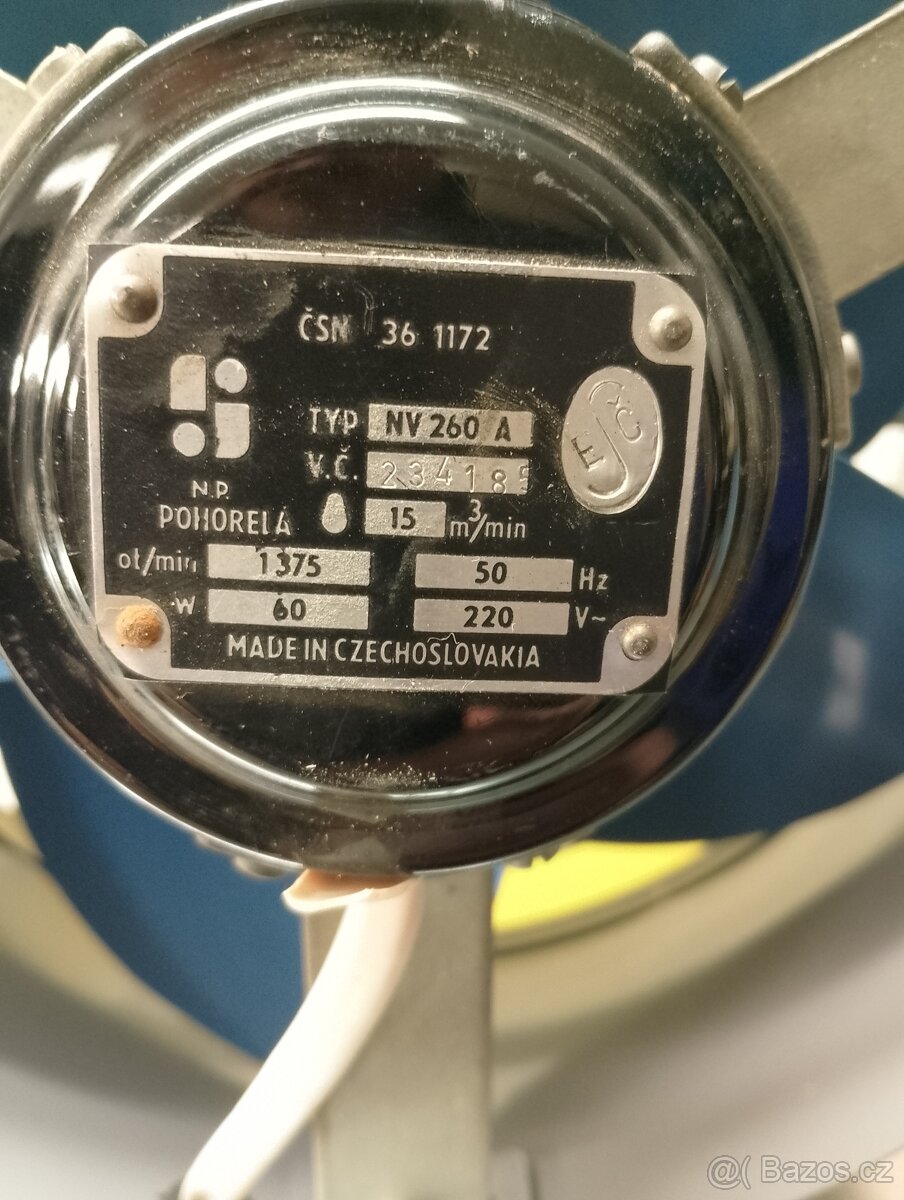 ČSN 36 1172
TYP NV 260 A
V.Č. 234185
EČS
N.P.
POHORELÁ 15 m³/min
ot/min 1375 50 Hz
W 60 220 V~
MADE IN CZECHOSLOVAKIA
@( Bazos.cz